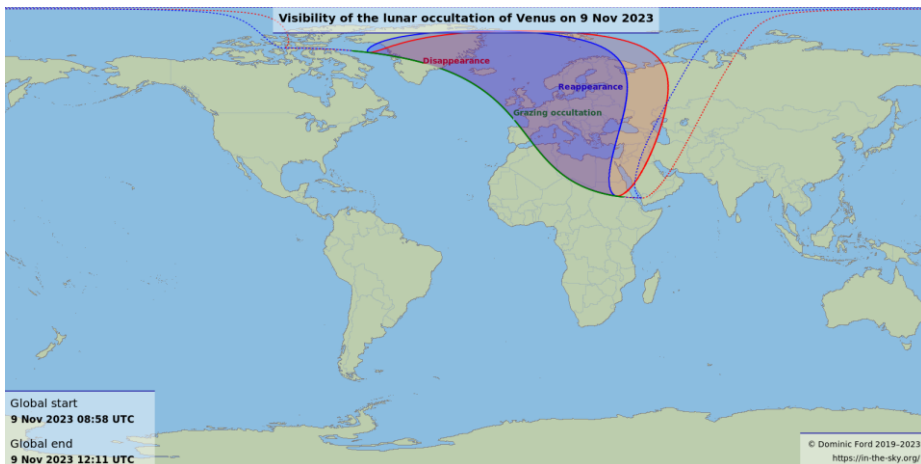 Visibility of the lunar occultation of Venus on 9 Nov 2023
Disappearance
Reappearance
Grazing occultation
Global start
9 Nov 2023 08:58 UTC
Global end
9 Nov 2023 12:11 UTC
© Dominic Ford 2019–2023
https://in-the-sky.org/